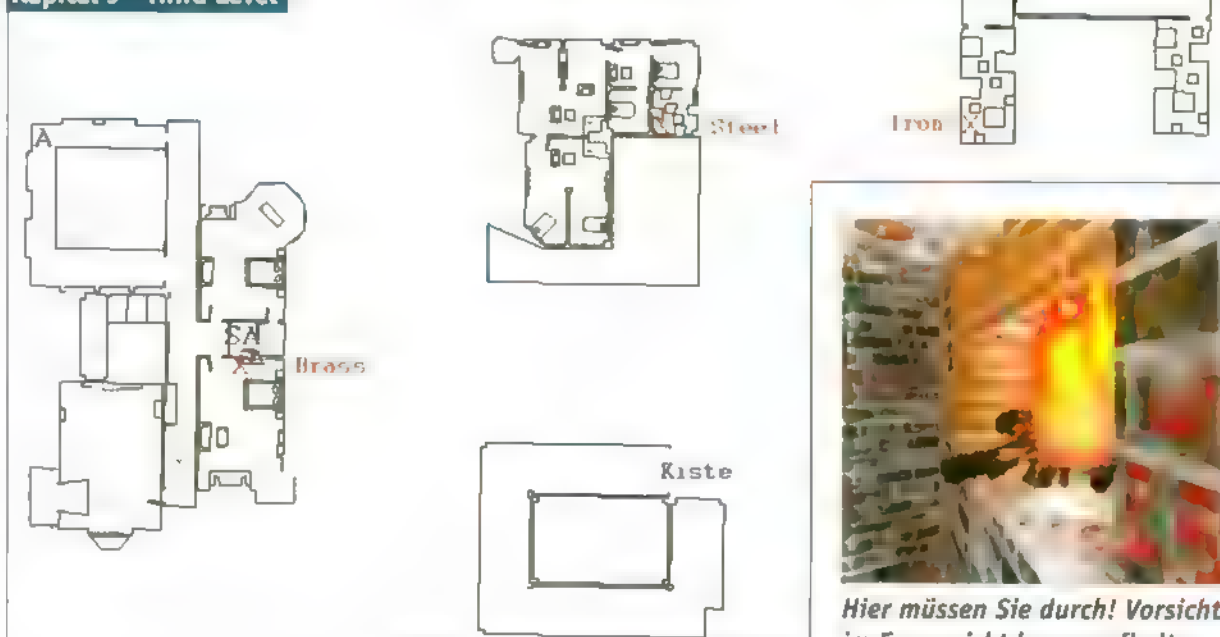 Steel
Iron X
A
SA
X Brass
Kiste
Hier müssen Sie durch! Vorsicht